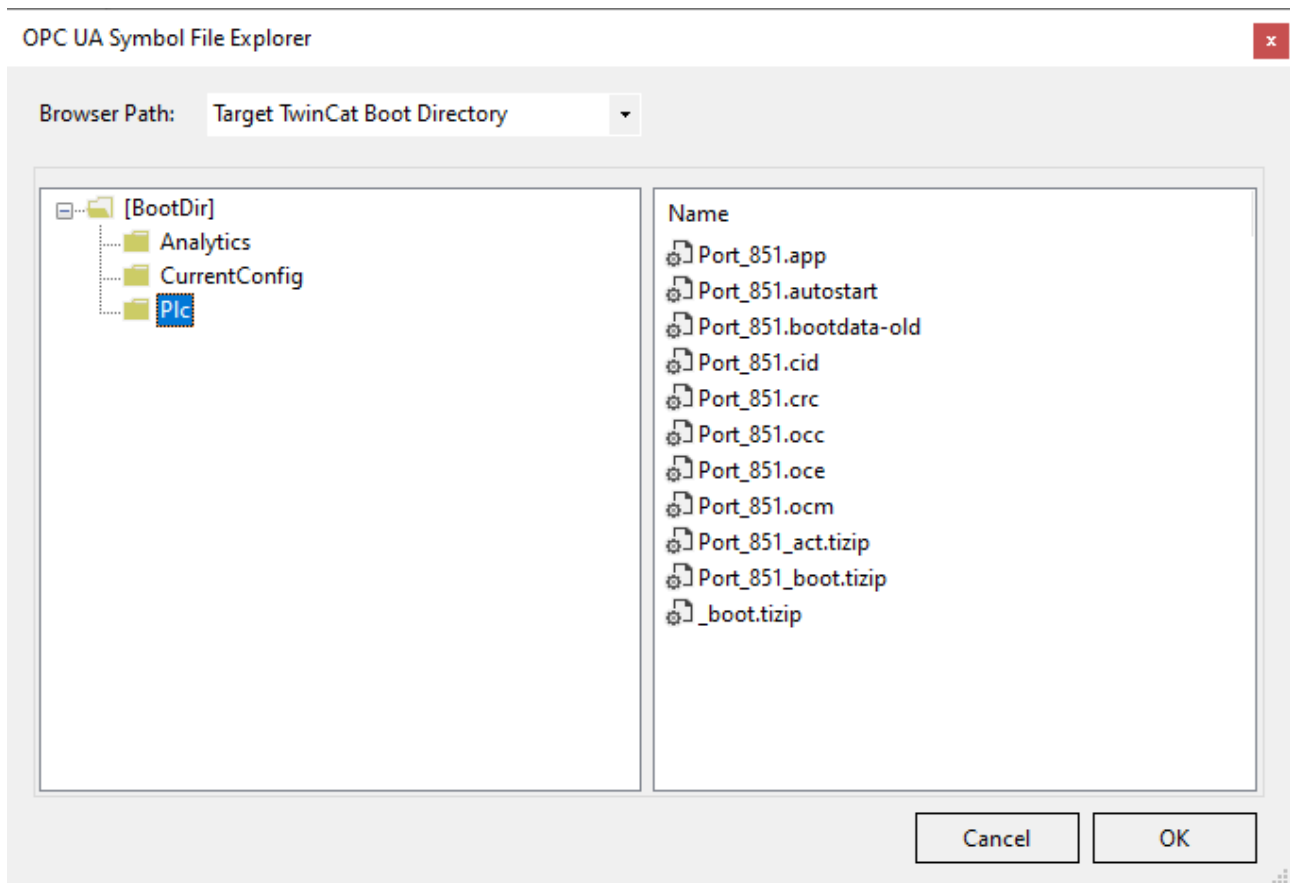 OPC UA Symbol File Explorer
x
Browser Path: Target TwinCat Boot Directory
[BootDir]
Analytics
CurrentConfig
Plc
Name
Port_851.app
Port_851.autostart
Port_851.bootdata-old
Port_851.cid
Port_851.crc
Port_851.occ
Port_851.oce
Port_851.ocm
Port_851_act.tizip
Port_851_boot.tizip
_boot.tizip
Cancel OK